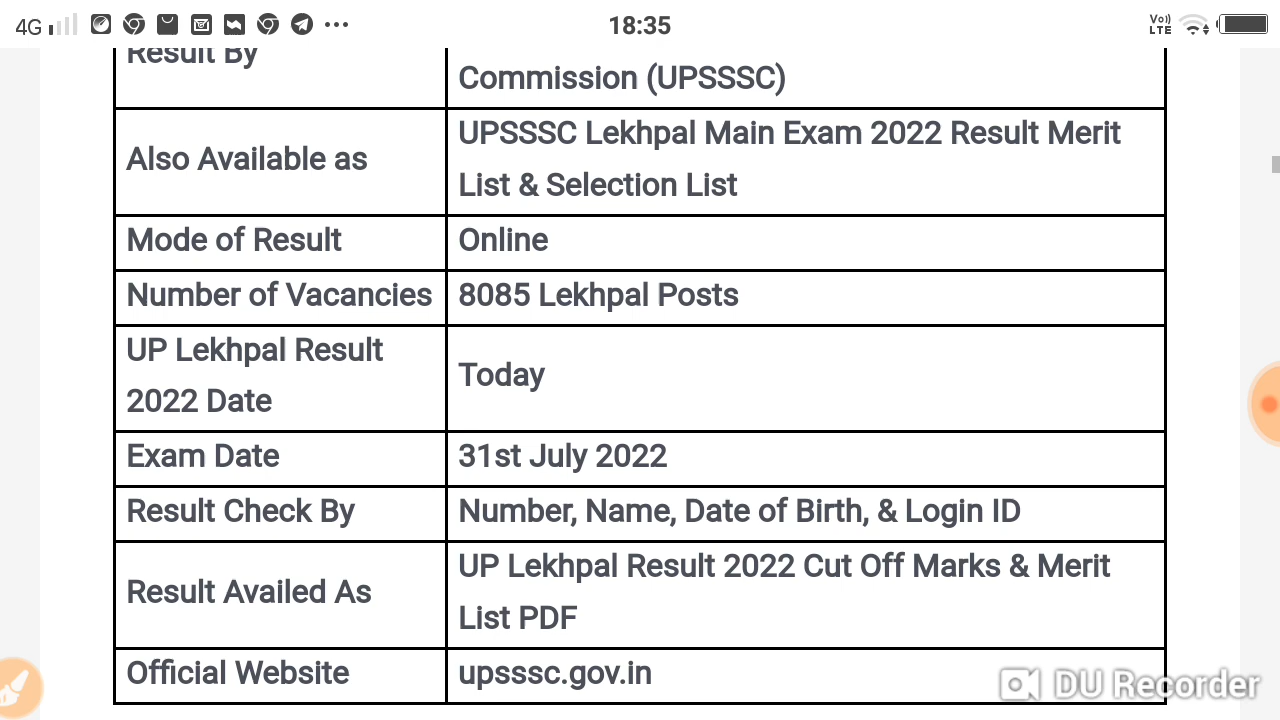 4G
18:35
Vo))
LTE
Result By
Commission (UPSSSC)
Also Available as
UPSSSC Lekhpal Main Exam 2022 Result Merit
List & Selection List
Mode of Result
Online
Number of Vacancies
8085 Lekhpal Posts
UP Lekhpal Result
2022 Date
Today
Exam Date
31st July 2022
Result Check By
Number, Name, Date of Birth, & Login ID
Result Availed As
UP Lekhpal Result 2022 Cut Off Marks & Merit
List PDF
Official Website
upsssc.gov.in
DU Recorder